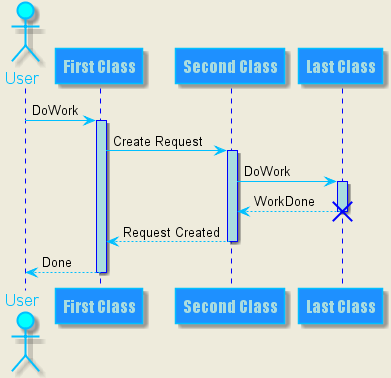 User
First Class
Second Class
Last Class
DoWork
Create Request
DoWork
WorkDone
Request Created
Done
User
First Class
Second Class
Last Class